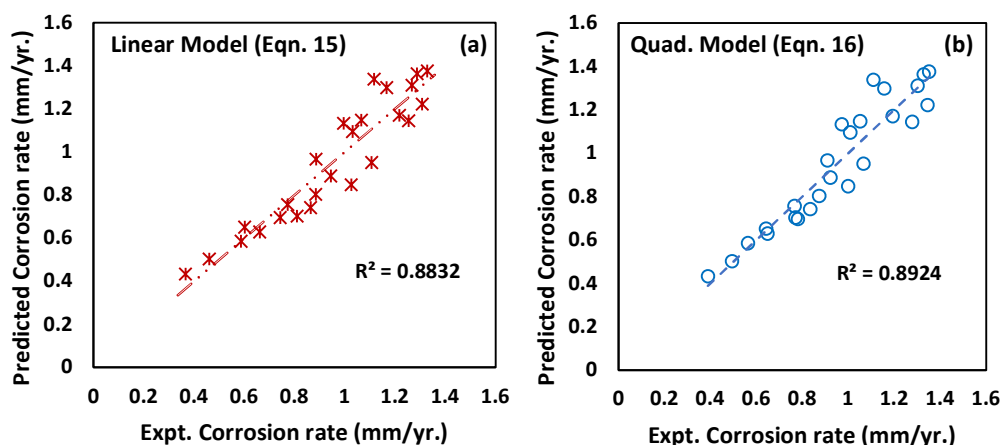 Linear Model (Eqn. 15) (a)
Predicted Corrosion rate (mm/yr.)
1.6
1.4
1.2
1
0.8
0.6
0.4
0.2
0
R² = 0.8832
0 0.2 0.4 0.6 0.8 1 1.2 1.4 1.6
Expt. Corrosion rate (mm/yr.)
Quad. Model (Eqn. 16) (b)
Predicted Corrosion rate (mm/yr.)
1.6
1.4
1.2
1
0.8
0.6
0.4
0.2
0
R² = 0.8924
0 0.2 0.4 0.6 0.8 1 1.2 1.4 1.6
Expt. Corrosion rate (mm/yr.)